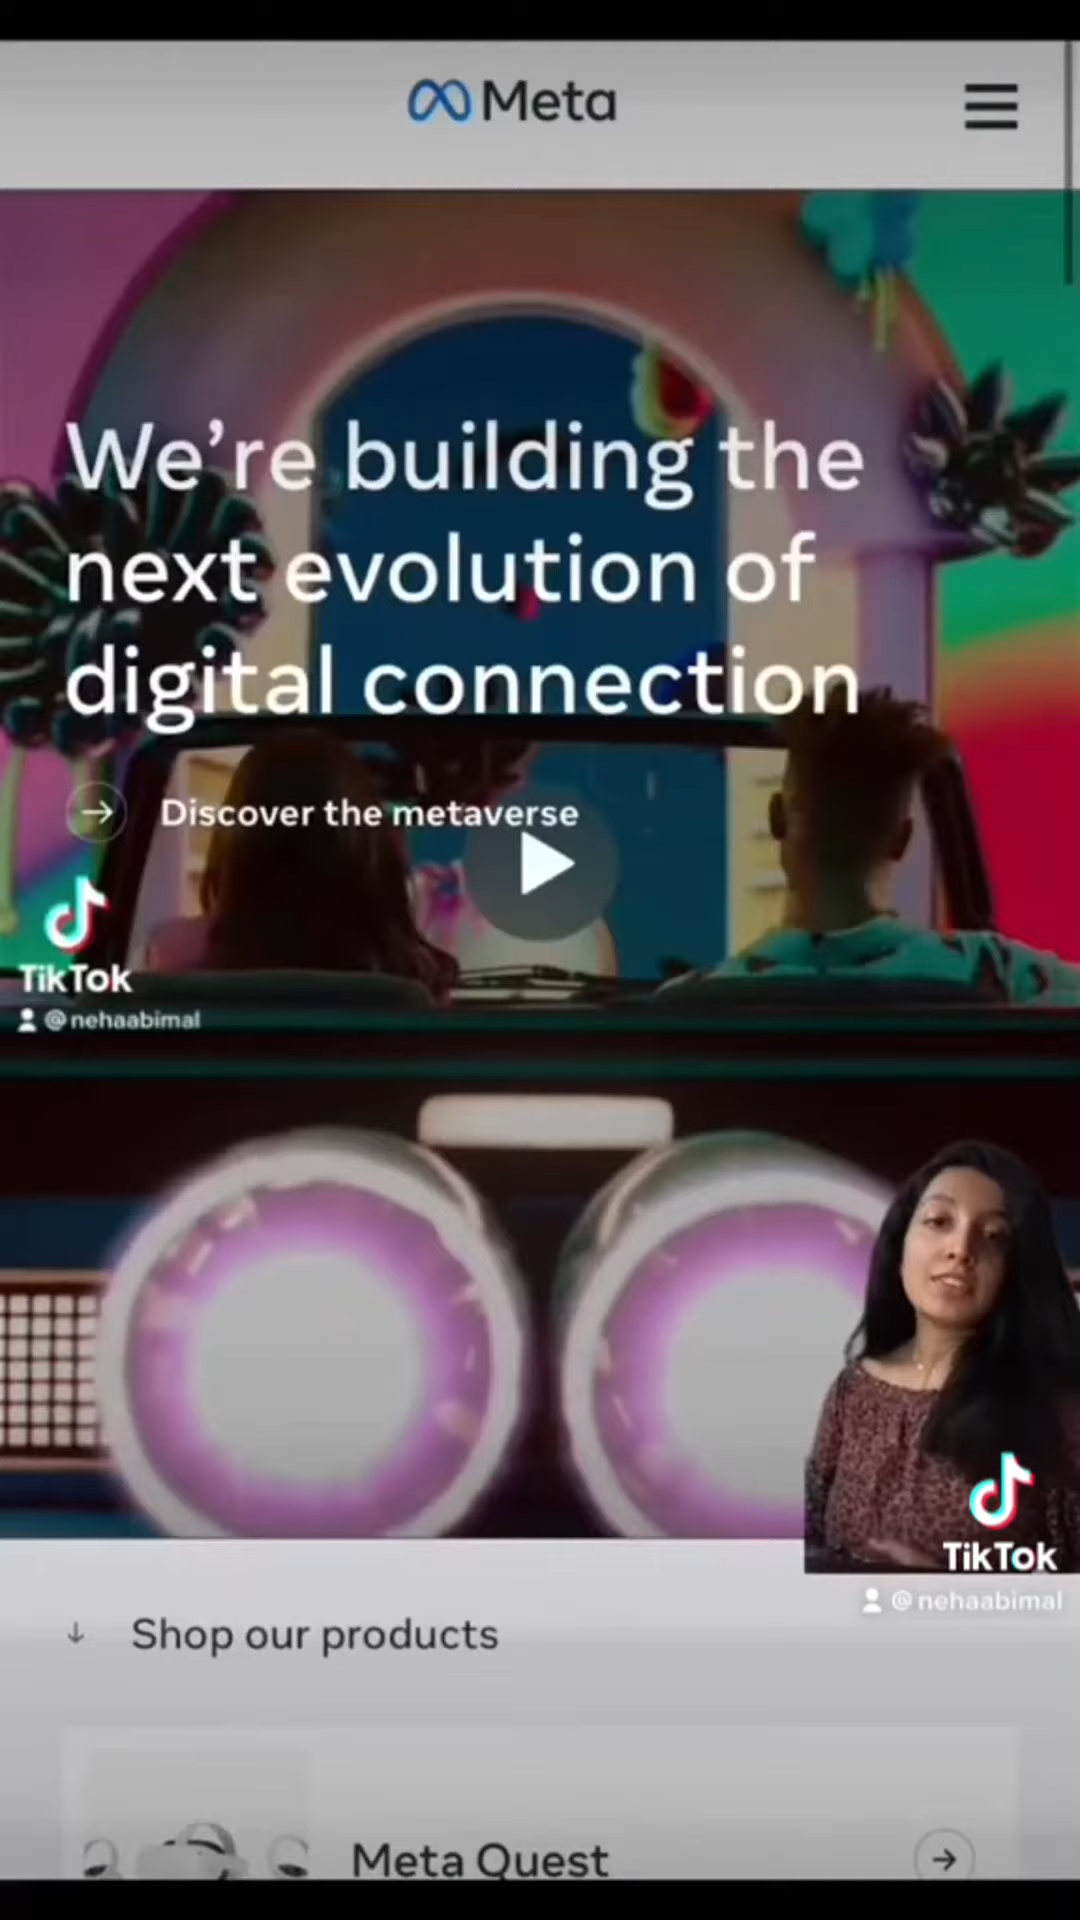 Meta
We're building the
next evolution of
digital connection
Discover the metaverse
TikTok
@nehaabimal
TikTok
@nehaabimal
Shop our products
Meta Quest